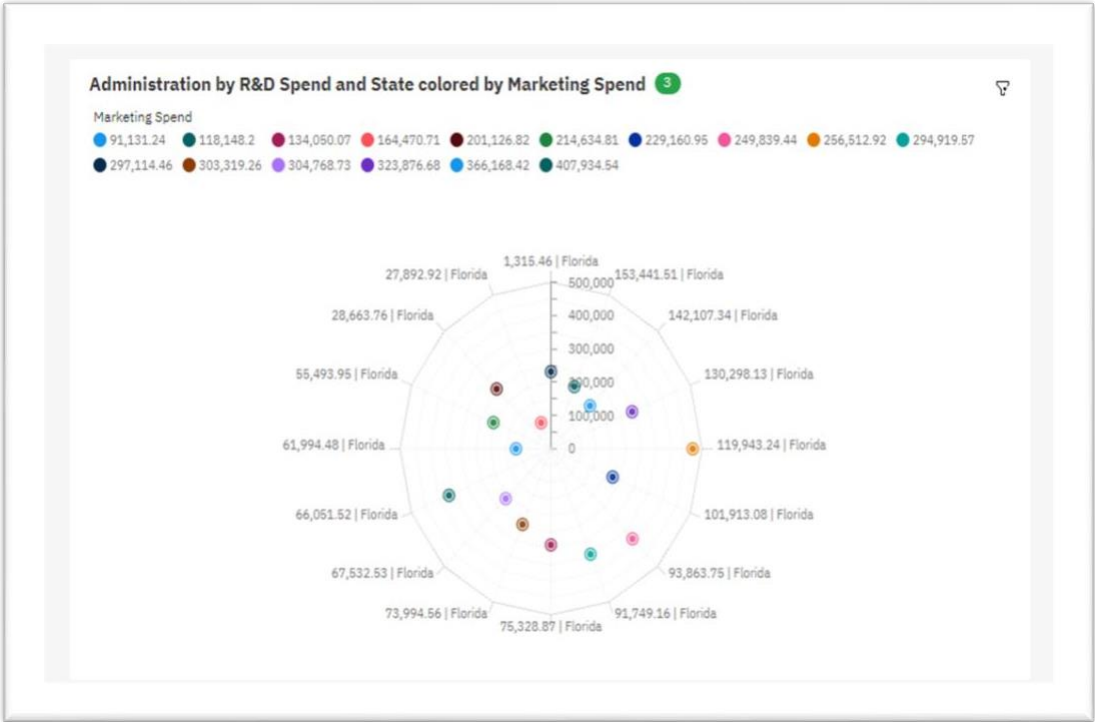 Administration by R&D Spend and State colored by Marketing Spend 3
Marketing Spend
91,131.24 118,148.2 134,050.07 164,470.71 201,126.82 214,634.81 229,160.95 249,839.44 256,512.92 294,919.57
297,114.46 303,319.26 304,768.73 323,876.68 366,168.42 407,934.54
1,315.46 | Florida
27,892.92 | Florida
153,441.51 | Florida
500,000
28,663.76 | Florida
400,000
142,107.34 | Florida
300,000
55,493.95 | Florida
200,000
130,298.13 | Florida
100,000
61,994.48 | Florida
0
119,943.24 | Florida
66,051.52 | Florida
101,913.08 | Florida
67,532.53 | Florida
93,863.75 | Florida
73,994.56 | Florida
91,749.16 | Florida
75,328.87 | Florida